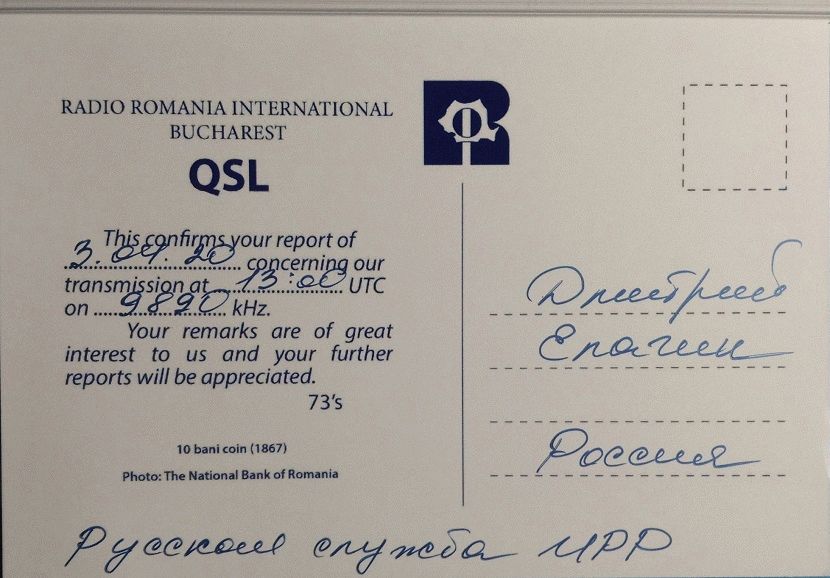 RADIO ROMANIA INTERNATIONAL
BUCHAREST
QSL
This confirms your report of
3.04.20 concerning our
transmission at 13:00 UTC
on 9890 kHz.
Your remarks are of great
interest to us and your further
reports will be appreciated.
73's
10 bani coin (1867)
Photo: The National Bank of Romania
Дмитрий
Елагин
Россия
Русская служба МРР